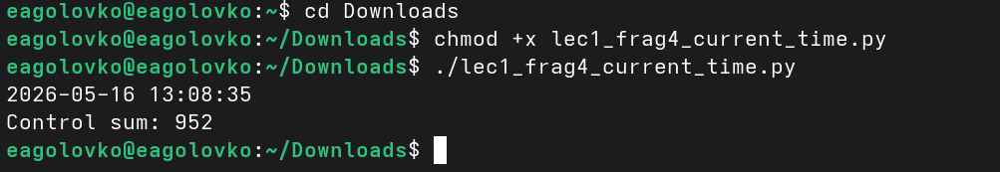 eagolovko@eagolovko:~$ cd Downloads
eagolovko@eagolovko:~/Downloads$ chmod +x lec1_frag4_current_time.py
eagolovko@eagolovko:~/Downloads$ ./lec1_frag4_current_time.py
2026-05-16 13:08:35
Control sum: 952
eagolovko@eagolovko:~/Downloads$